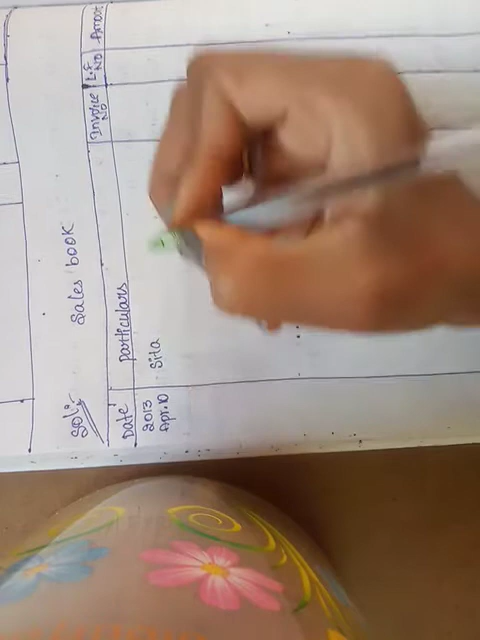 Sol:-
Sales book
Date Particulars Invoice No L.F No Amount
2013
Apr.10 Sita